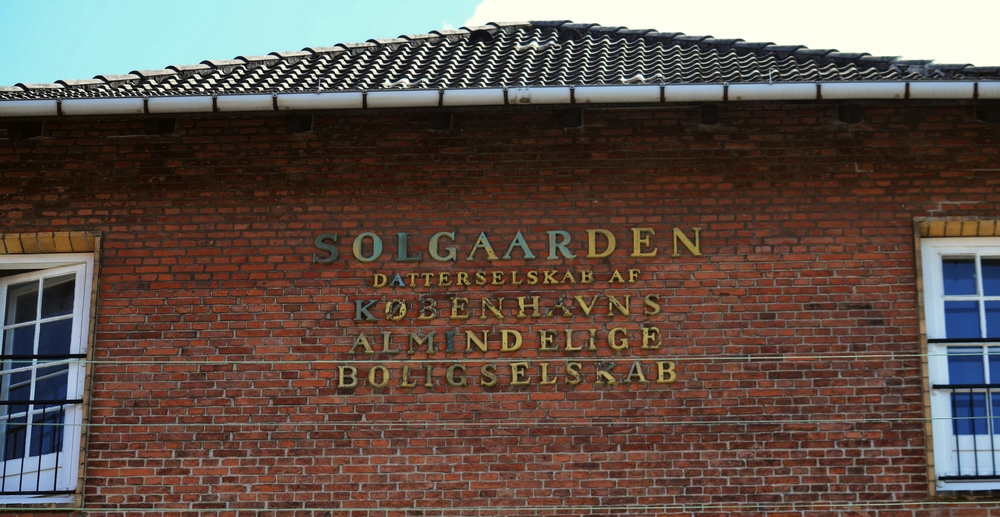 SOLGAARDEN
DATTERSELSKAB AF
KØBENHAVNS
ALMINDELIGE
BOLIGSELSKAB